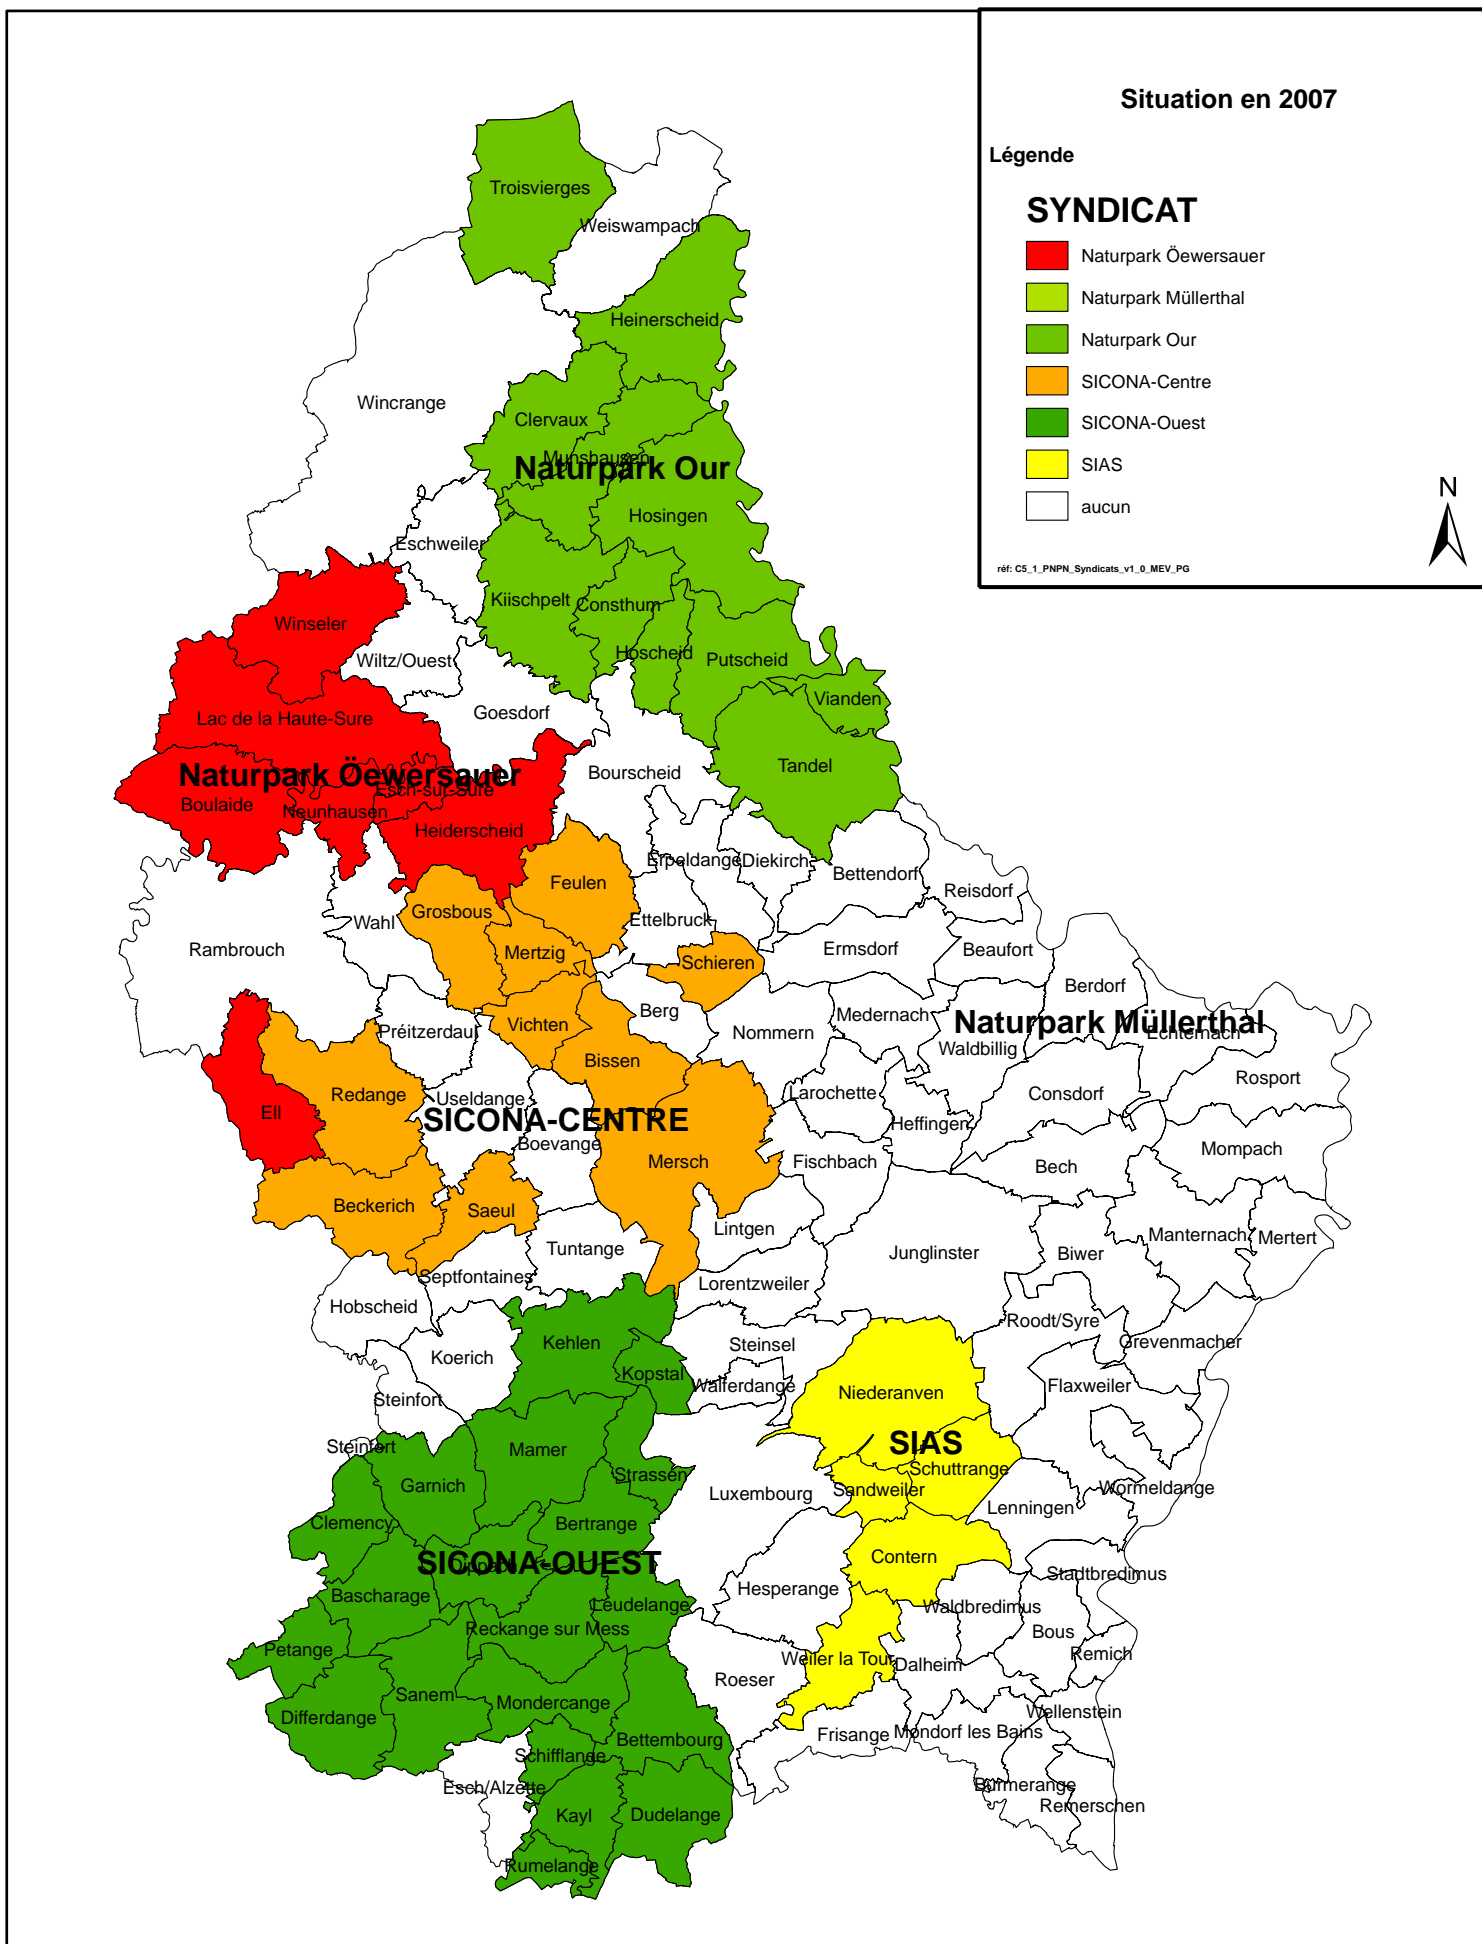 Situation en 2007
Légende
SYNDICAT
Naturpark Öewersauer
Naturpark Müllerthal
Naturpark Our
SICONA-Centre
SICONA-Ouest
SIAS
aucun
N
réf: C5_1_PNPN_Syndicats_v1_0_MEV_PG
Troisvierges
Weiswampach
Heinerscheid
Wincrange
Clervaux
Munshausen
Naturpark Our
Hosingen
Eschweiler
Kiischpelt
Consthum
Winseler
Hoscheid
Putscheid
Wiltz/Ouest
Vianden
Goesdorf
Lac de la Haute-Sure
Tandel
Bourscheid
Naturpark Öewersauer
Esch-sur-Sure
Boulaide
Neunhausen
Heiderscheid
Erpeldange
Diekirch
Bettendorf
Feulen
Reisdorf
Grosbous
Wahl
Ettelbruck
Rambrouch
Mertzig
Schieren
Ermsdorf
Beaufort
Berdorf
Berg
Medernach
Naturpark Müllerthal
Préitzerdaul
Vichten
Nommern
Echternach
Waldbillig
Bissen
Rosport
Redange
Useldange
Larochette
Consdorf
Ell
SICONA-CENTRE
Heffingen
Boevange
Mersch
Fischbach
Bech
Mompach
Beckerich
Saeul
Lintgen
Manternach
Mertert
Tuntange
Junglinster
Biwer
Septfontaines
Lorentzweiler
Hobscheid
Roodt/Syre
Kehlen
Steinsel
Grevenmacher
Koerich
Kopstal
Walferdange
Niederanven
Flaxweiler
Steinfort
Steinfort
Mamer
SIAS
Garnich
Strassen
Schuttrange
Luxembourg
Sandweiler
Wormeldange
Lenningen
Clemency
Bertrange
SICONA-OUEST
Dippach
Contern
Stadtbredimus
Hesperange
Bascharage
Leudelange
Waldbredimus
Reckange sur Mess
Bous
Petange
Weiler la Tour
Remich
Roeser
Dalheim
Sanem
Mondercange
Differdange
Wellenstein
Bettembourg
Frisange
Mondorf les Bains
Schifflange
Esch/Alzette
Burmerange
Kayl
Dudelange
Remerschen
Rumelange